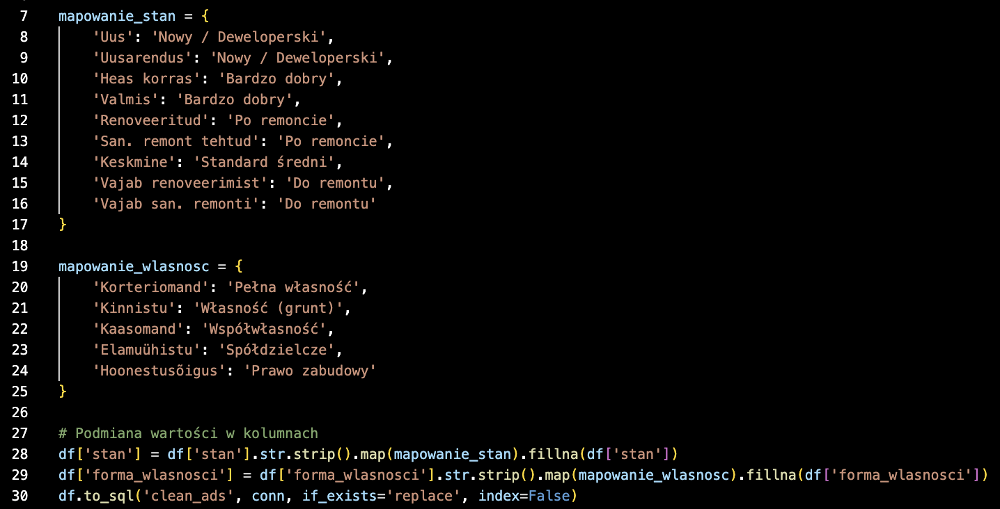 7 mapowanie_stan = {
8 'Uus': 'Nowy / Deweloperski',
9 'Uusarendus': 'Nowy / Deweloperski',
10 'Heas korras': 'Bardzo dobry',
11 'Valmis': 'Bardzo dobry',
12 'Renoveeritud': 'Po remoncie',
13 'San. remont tehtud': 'Po remoncie',
14 'Keskmine': 'Standard średni',
15 'Vajab renoveerimist': 'Do remontu',
16 'Vajab san. remonti': 'Do remontu'
17 }
18
19 mapowanie_wlasnosc = {
20 'Korteriomand': 'Pełna własność',
21 'Kinnistu': 'Własność (grunt)',
22 'Kaasomand': 'Współwłasność',
23 'Elamuühistu': 'Spółdzielcze',
24 'Hoonestusõigus': 'Prawo zabudowy'
25 }
26
27 # Podmiana wartości w kolumnach
28 df['stan'] = df['stan'].str.strip().map(mapowanie_stan).fillna(df['stan'])
29 df['forma_wlasnosci'] = df['forma_wlasnosci'].str.strip().map(mapowanie_wlasnosc).fillna(df['forma_wlasnosci'])
30 df.to_sql('clean_ads', conn, if_exists='replace', index=False)